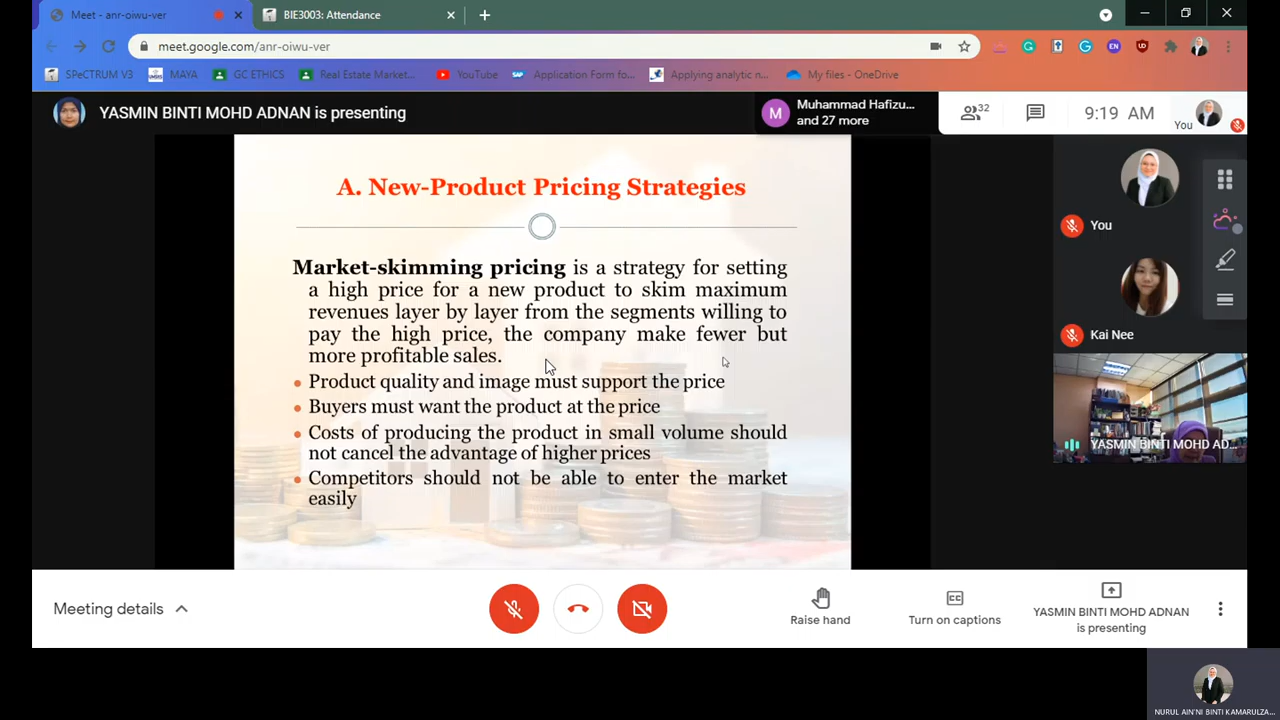 Meet - anr-oiwu-ver
BIE3003: Attendance
meet.google.com/anr-oiwu-ver
SPeCTRUM V3
MAYA
GC ETHICS
Real Estate Market...
YouTube
Application Form fo...
Applying analytic n...
My files - OneDrive
YASMIN BINTI MOHD ADNAN is presenting
M
Muhammad Hafizu...
and 27 more
32
9:19 AM
You
A. New-Product Pricing Strategies
Market-skimming pricing is a strategy for setting
a high price for a new product to skim maximum
revenues layer by layer from the segments willing to
pay the high price, the company make fewer but
more profitable sales.
• Product quality and image must support the price
• Buyers must want the product at the price
• Costs of producing the product in small volume should
not cancel the advantage of higher prices
• Competitors should not be able to enter the market
easily
You
Kai Nee
YASMIN BINTI MOHD AD...
Meeting details
Raise hand
CC
Turn on captions
YASMIN BINTI MOHD ADNAN
is presenting
NURUL AIN'NI BINTI KAMARULZA...